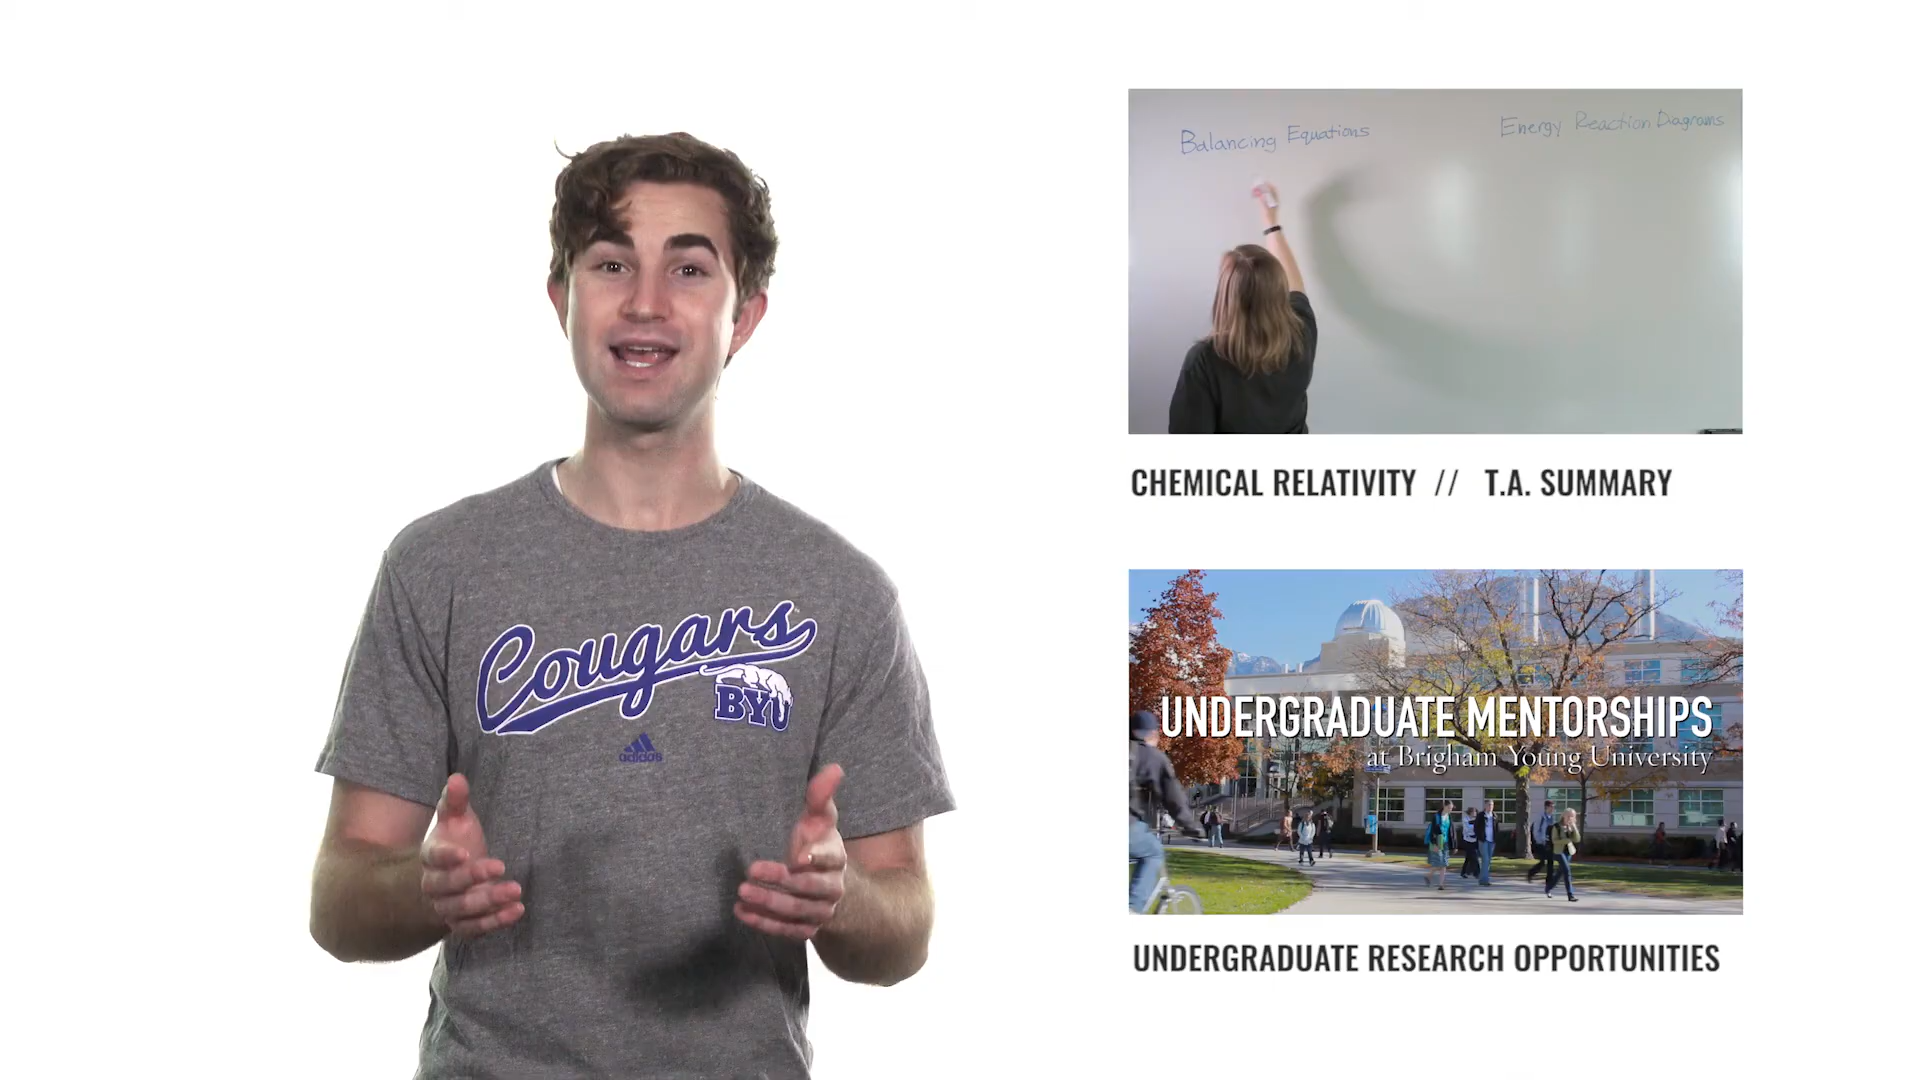 Cougars
BYU
adidas
Balancing Equations
Energy Reaction Diagrams
CHEMICAL RELATIVITY // T.A. SUMMARY
UNDERGRADUATE MENTORSHIPS
at Brigham Young University
UNDERGRADUATE RESEARCH OPPORTUNITIES